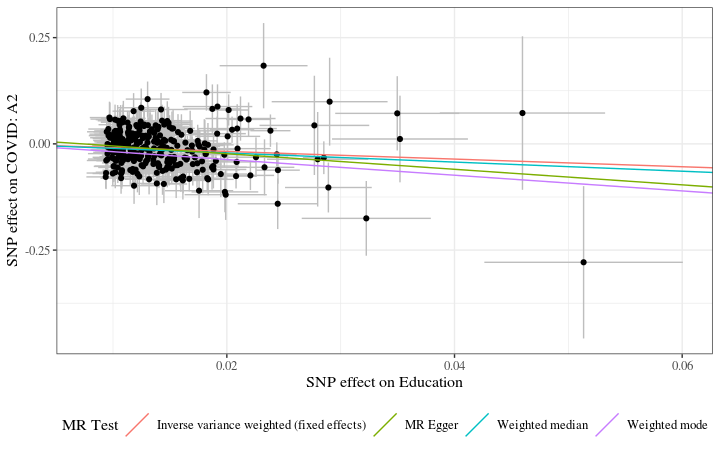 0.25
0.00
-0.25
SNP effect on COVID: A2
0.02
0.04
0.06
SNP effect on Education
MR Test
Inverse variance weighted (fixed effects)
MR Egger
Weighted median
Weighted mode